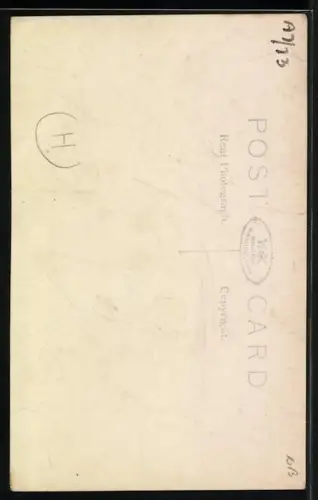 A7/13
POST CARD
Real Photograph.
Copyright.
H